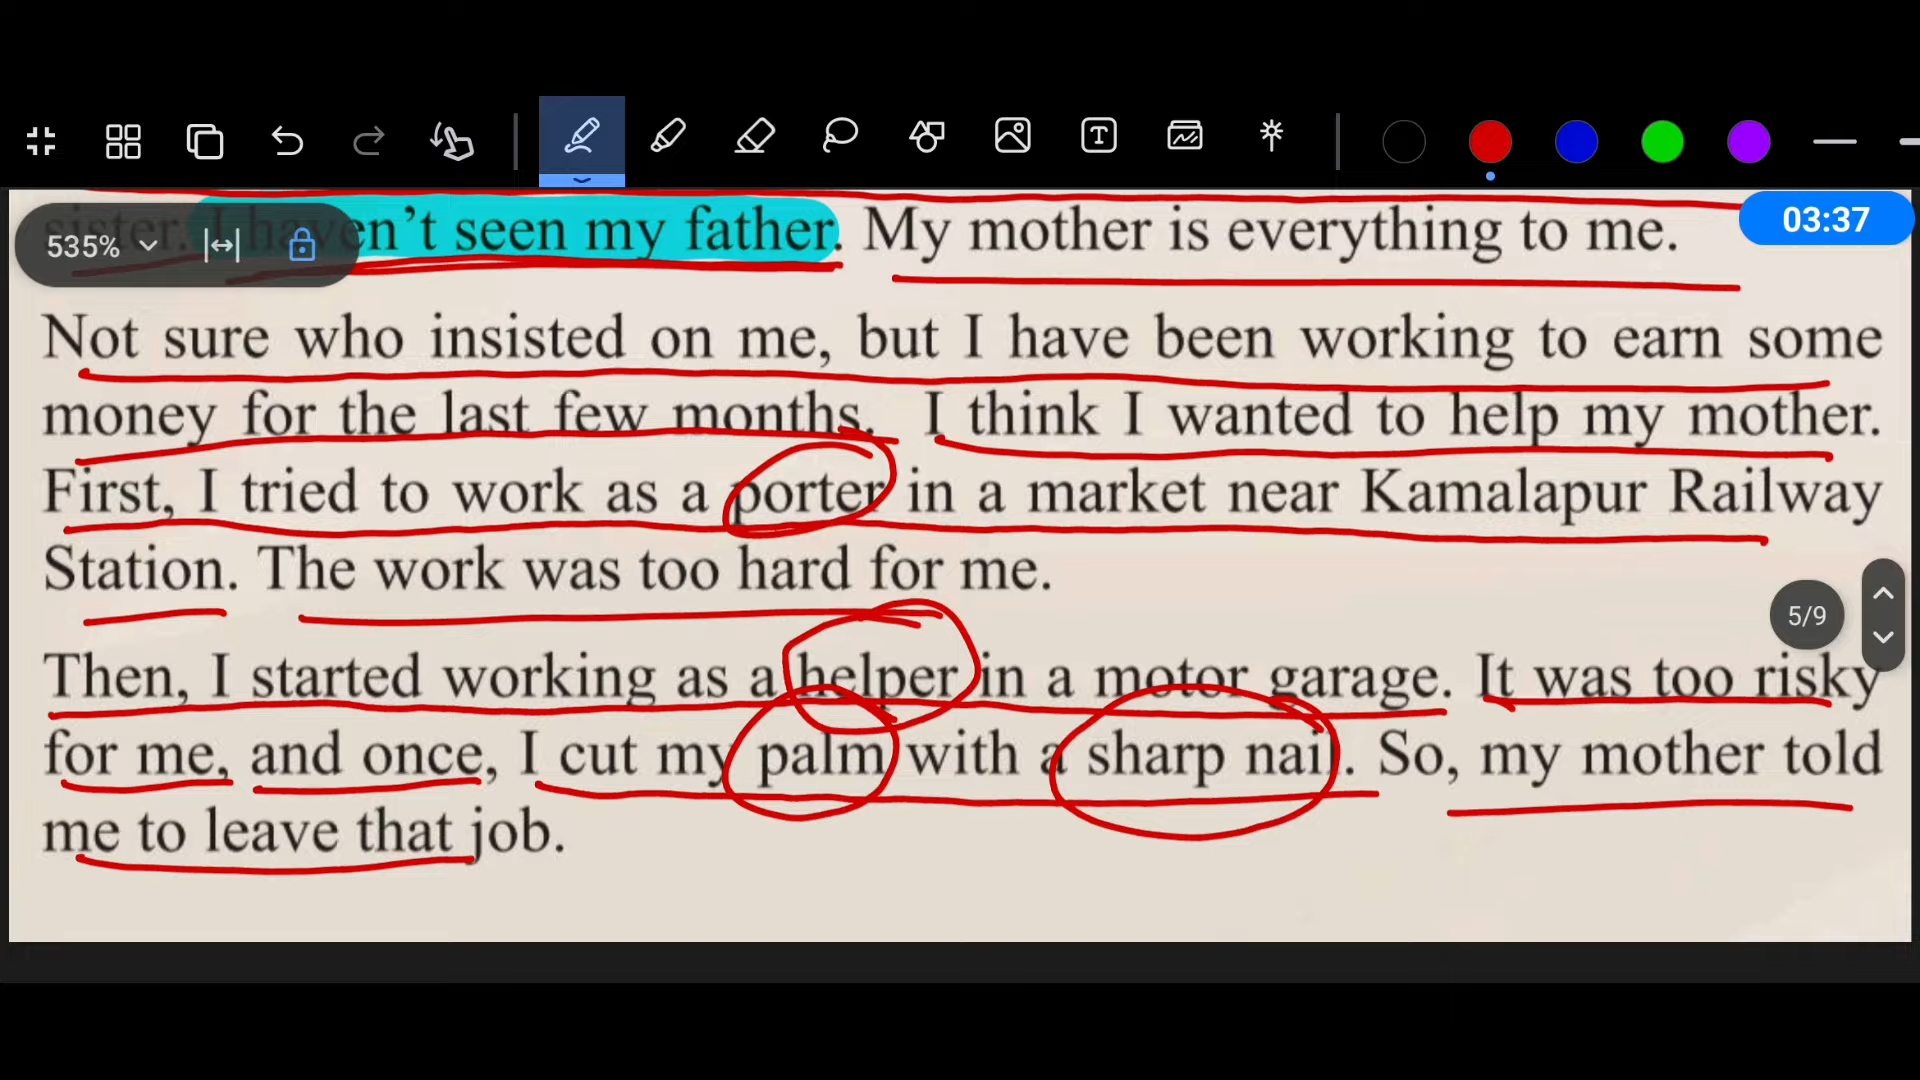 sister. I haven’t seen my father. My mother is everything to me.
03:37
535%
Not sure who insisted on me, but I have been working to earn some
money for the last few months. I think I wanted to help my mother.
First, I tried to work as a porter in a market near Kamalapur Railway
Station. The work was too hard for me.
5/9
Then, I started working as a helper in a motor garage. It was too risky
for me, and once, I cut my palm with a sharp nail. So, my mother told
me to leave that job.